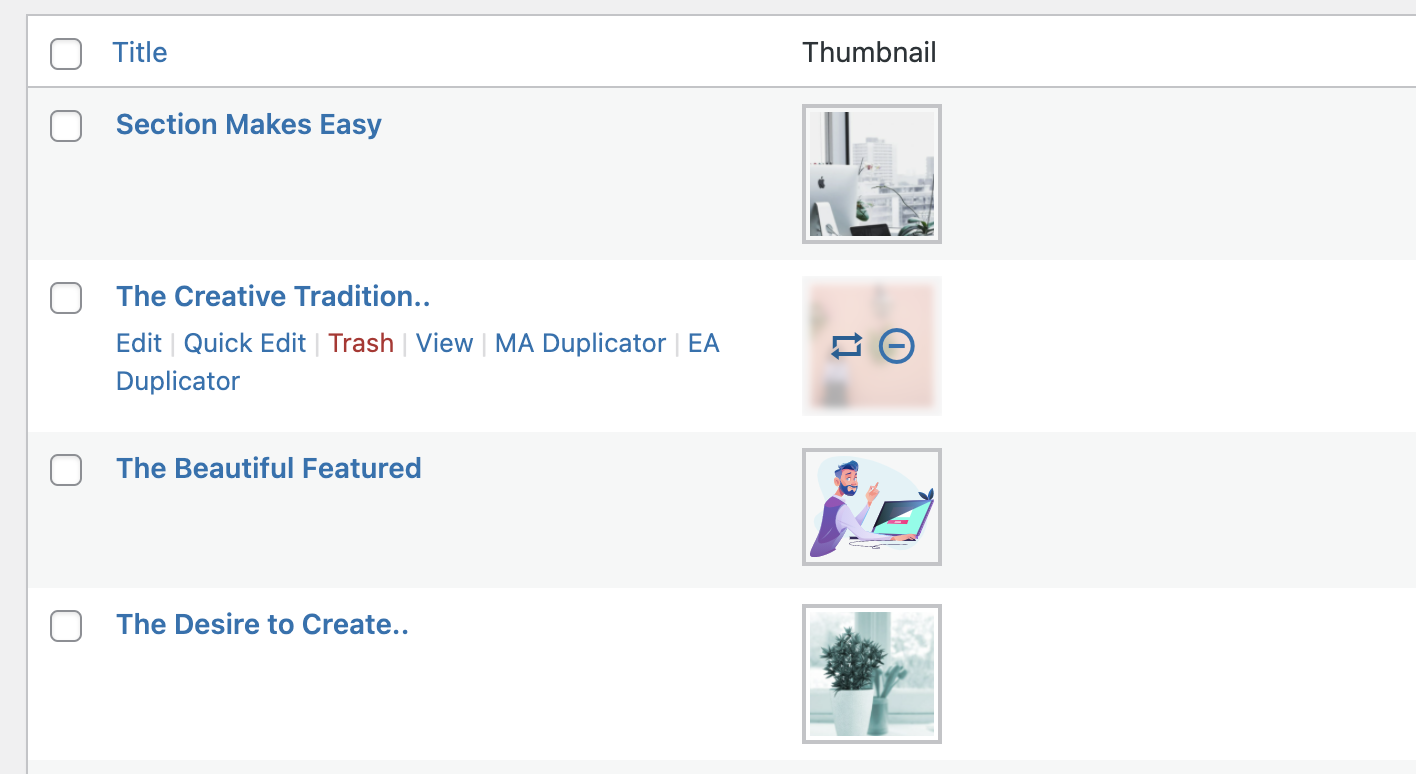 Title Thumbnail
Section Makes Easy
The Creative Tradition..
Edit | Quick Edit | Trash | View | MA Duplicator | EA
Duplicator
The Beautiful Featured
The Desire to Create..